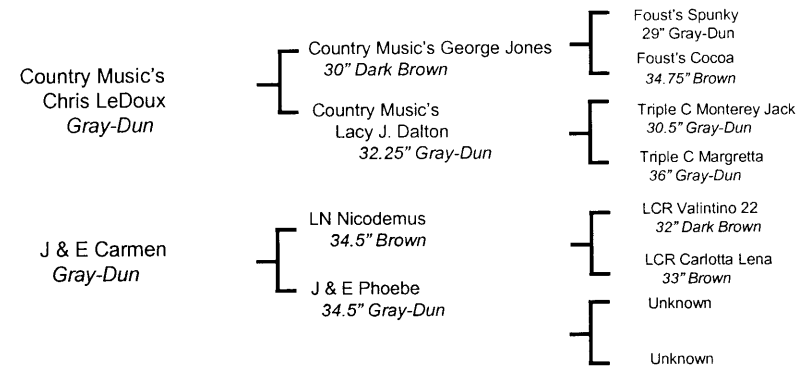 Country Music's
Chris LeDoux
Gray-Dun
Country Music's George Jones
30" Dark Brown
Country Music's
Lacy J. Dalton
32.25" Gray-Dun
Foust's Spunky
29" Gray-Dun
Foust's Cocoa
34.75" Brown
Triple C Monterey Jack
30.5" Gray-Dun
Triple C Margretta
36" Gray-Dun
J & E Carmen
Gray-Dun
LN Nicodemus
34.5" Brown
J & E Phoebe
34.5" Gray-Dun
LCR Valintino 22
32" Dark Brown
LCR Carlotta Lena
33" Brown
Unknown
Unknown